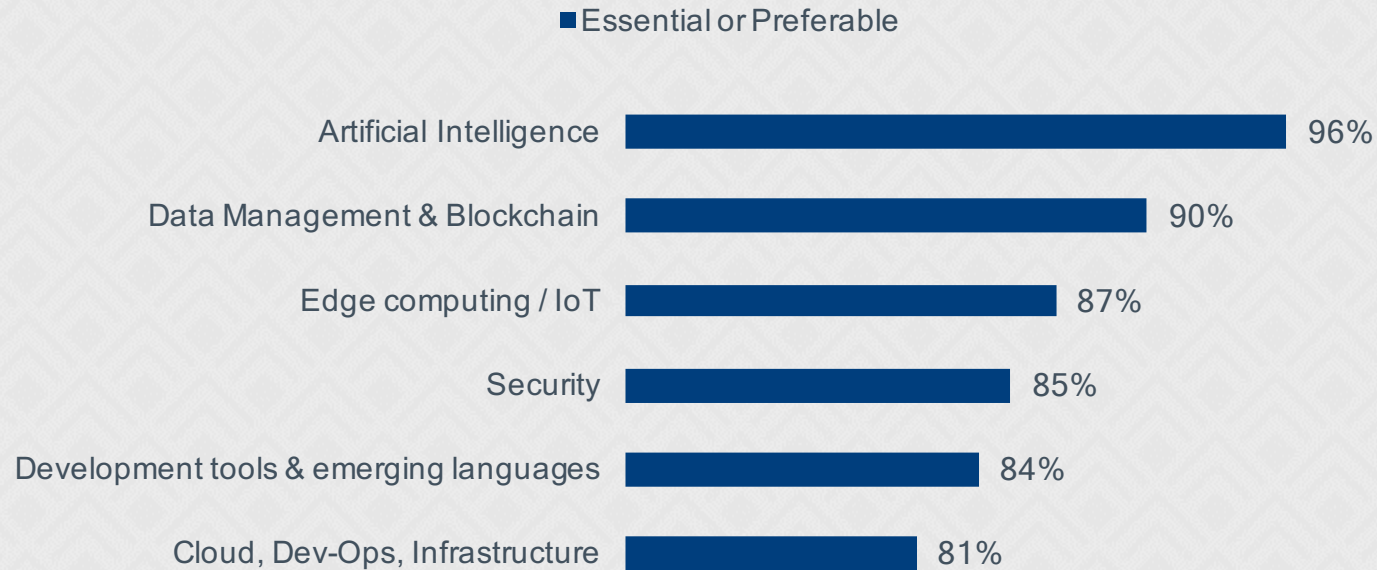 Essential or Preferable
Artificial Intelligence 96%
Data Management & Blockchain 90%
Edge computing / IoT 87%
Security 85%
Development tools & emerging languages 84%
Cloud, Dev-Ops, Infrastructure 81%